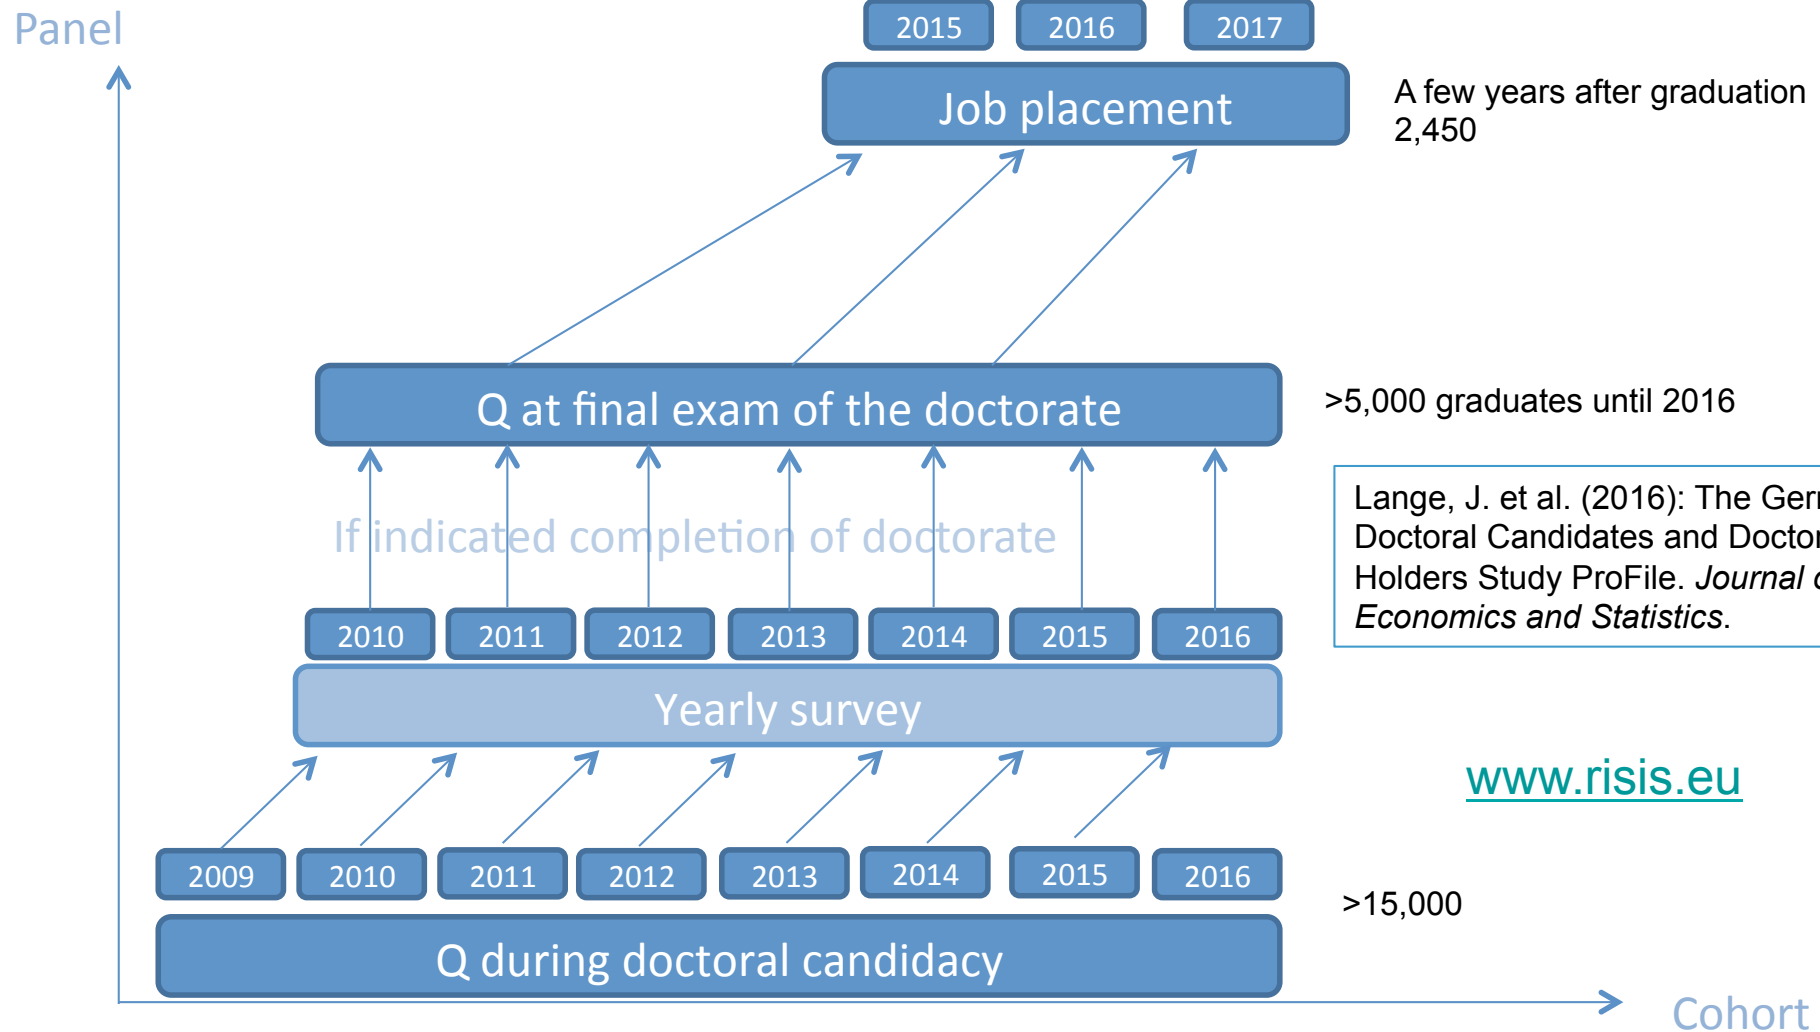 Panel
2015 2016 2017
Job placement
A few years after graduation
2,450
Q at final exam of the doctorate
>5,000 graduates until 2016
If indicated completion of doctorate
Lange, J. et al. (2016): The
Doctoral Candidates and
Holders Study ProFile. Journal
Economics and Statistics.
2010 2011 2012 2013 2014 2015 2016
Yearly survey
www.risis.eu
2009 2010 2011 2012 2013 2014 2015 2016
>15,000
Q during doctoral candidacy
Cohort